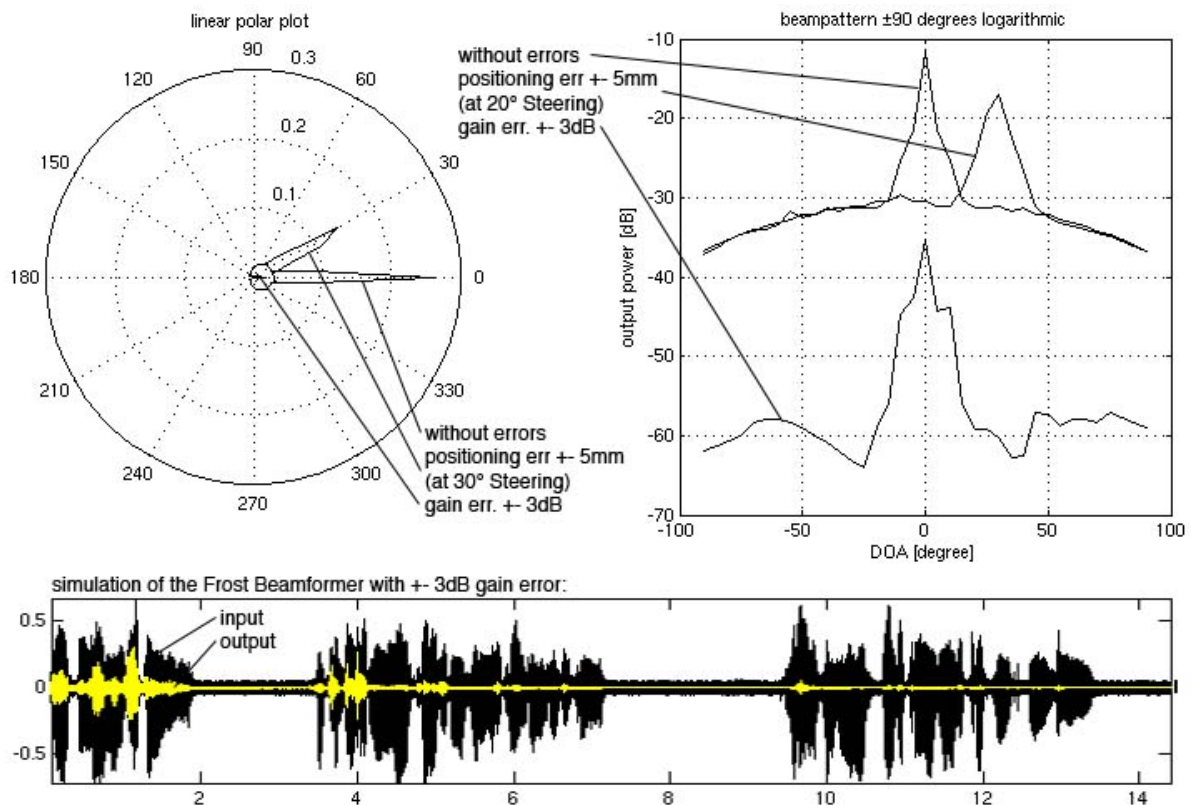 linear polar plot
90
120
60
0.3
0.2
150
30
0.1
180
0
210
330
240
300
270
without errors
positioning err +- 5mm
(at 30° Steering)
gain err. +- 3dB
beampattern ±90 degrees logarithmic
without errors
positioning err +- 5mm
(at 20° Steering)
gain err. +- 3dB
-10
-20
-30
-40
-50
-60
-70
output power [dB]
-100
-50
0
50
100
DOA [degree]
simulation of the Frost Beamformer with +- 3dB gain error:
input
output
0.5
0
-0.5
2
4
6
8
10
12
14